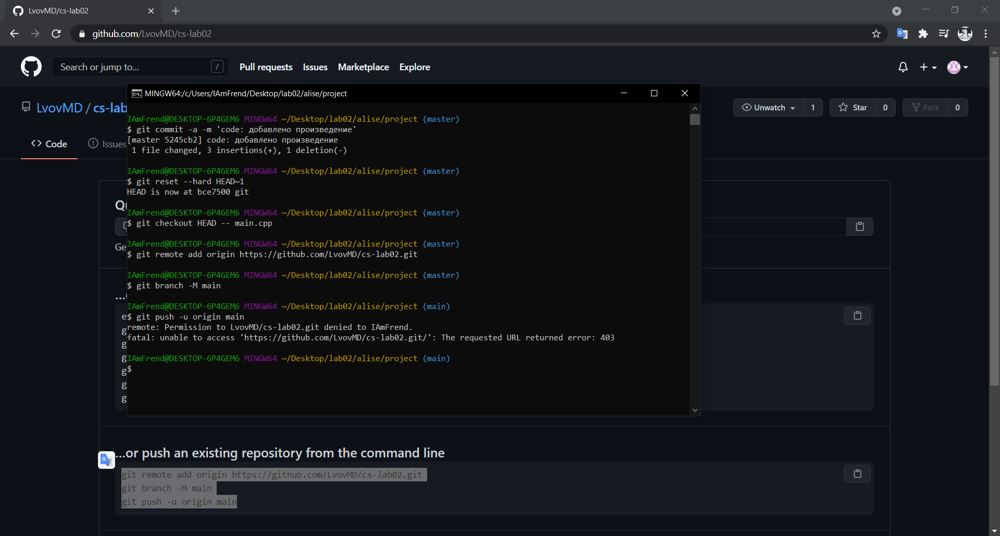 LvovMD/cs-lab02
github.com/LvovMD/cs-lab02
Search or jump to...
/
Pull requests
Issues
Marketplace
Explore
MINGW64:/c/Users/IAmFrend/Desktop/lab02/alise/project
LvovMD / cs-lab
Unwatch 1
Star 0
Fork 0
Code
Issues
IAmFrend@DESKTOP-6P4GEM6 MINGW64 ~/Desktop/lab02/alise/project (master)
$ git commit -a -m 'code: добавлено произведение'
[master 5245cb2] code: добавлено произведение
1 file changed, 3 insertions(+), 1 deletion(-)
IAmFrend@DESKTOP-6P4GEM6 MINGW64 ~/Desktop/lab02/alise/project (master)
$ git reset --hard HEAD~1
HEAD is now at bce7500 git
IAmFrend@DESKTOP-6P4GEM6 MINGW64 ~/Desktop/lab02/alise/project (master)
$ git checkout HEAD -- main.cpp
IAmFrend@DESKTOP-6P4GEM6 MINGW64 ~/Desktop/lab02/alise/project (master)
$ git remote add origin https://github.com/LvovMD/cs-lab02.git
IAmFrend@DESKTOP-6P4GEM6 MINGW64 ~/Desktop/lab02/alise/project (master)
$ git branch -M main
IAmFrend@DESKTOP-6P4GEM6 MINGW64 ~/Desktop/lab02/alise/project (main)
$ git push -u origin main
remote: Permission to LvovMD/cs-lab02.git denied to IAmFrend.
fatal: unable to access 'https://github.com/LvovMD/cs-lab02.git/': The requested URL returned error: 403
IAmFrend@DESKTOP-6P4GEM6 MINGW64 ~/Desktop/lab02/alise/project (main)
$
...or push an existing repository from the command line
git remote add origin https://github.com/LvovMD/cs-lab02.git
git branch -M main
git push -u origin main